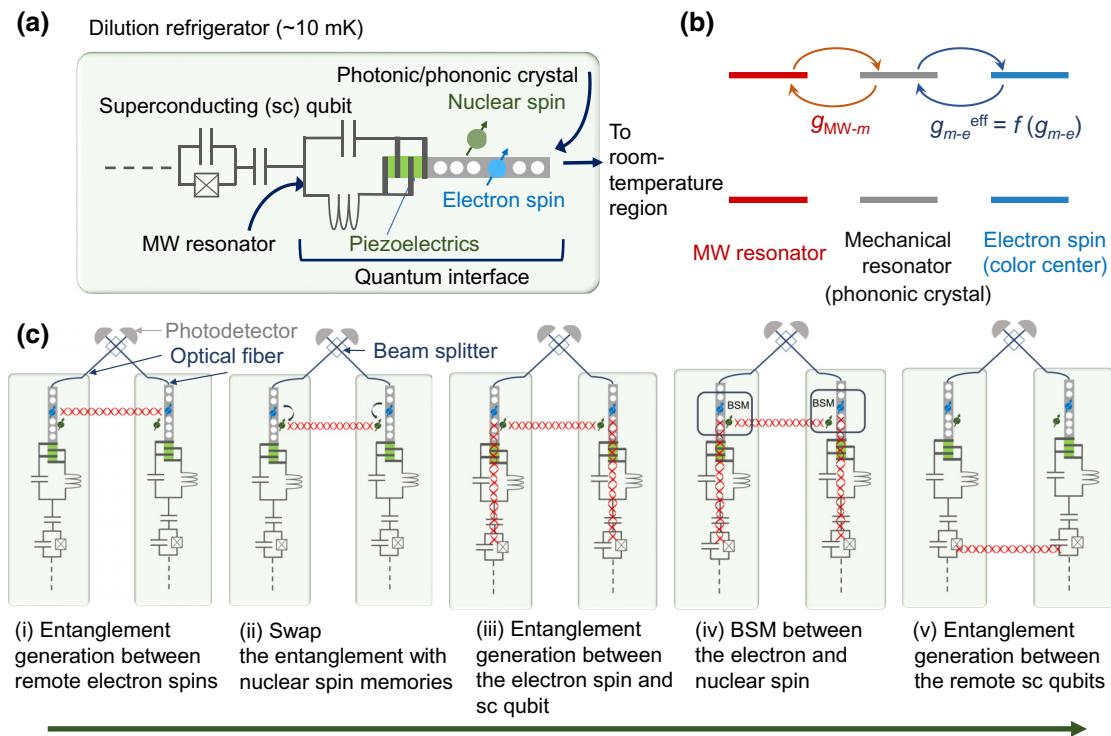 (a)
Dilution refrigerator (~10 mK)
Photonic/phononic crystal
Nuclear spin
Superconducting (sc) qubit
To
room-
temperature
region
Electron spin
MW resonator
Piezoelectrics
Quantum interface
(b)
g_MW-m
g_m-e^eff = f (g_m-e)
MW resonator
Mechanical
resonator
(phononic crystal)
Electron spin
(color center)
(c)
Photodetector
Optical fiber
Beam splitter
BSM
BSM
(i) Entanglement
generation between
remote electron spins
(ii) Swap
the entanglement with
nuclear spin memories
(iii) Entanglement
generation between
the electron spin and
sc qubit
(iv) BSM between
the electron and
nuclear spin
(v) Entanglement
generation between
the remote sc qubits